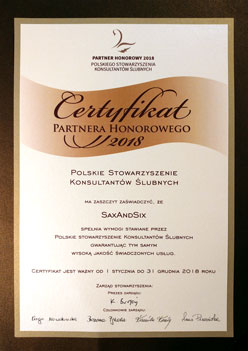 PARTNER HONOROWY 2018
POLSKIEGO STOWARZYSZENIA
KONSULTANTÓW ŚLUBNYCH
Certyfikat
PARTNERA HONOROWEGO
2018
POLSKIE STOWARZYSZENIE
KONSULTANTÓW ŚLUBNYCH
MA ZASZCZYT ZAŚWIADCZYĆ, ŻE
SAXANDSIX
SPEŁNIA WYMOGI STAWIANE PRZEZ
POLSKIE STOWARZYSZENIE KONSULTANTÓW ŚLUBNYCH
GWARANTUJĄC TYM SAMYM
WYSOKĄ JAKOŚĆ ŚWIADCZONYCH USŁUG.
CERTYFIKAT JEST WAŻNY OD 1 STYCZNIA DO 31 GRUDNIA 2018 ROKU
ZARZĄD STOWARZYSZENIA:
PREZES ZARZĄDU
CZŁONKOWIE ZARZĄDU